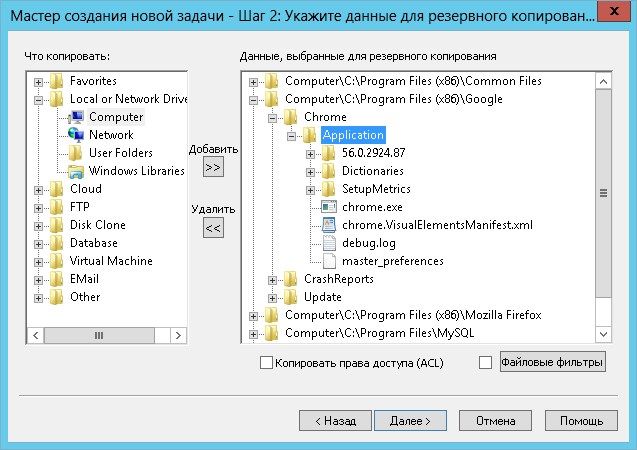 Мастер создания новой задачи - Шаг 2: Укажите данные для резервного копирован...
Что копировать:
Favorites
Local or Network Drive
Computer
Network
User Folders
Windows Libraries
Cloud
FTP
Disk Clone
Database
Virtual Machine
EMail
Other
Добавить
>>
Удалить
<<
Данные, выбранные для резервного копирования
Computer\C:\Program Files (x86)\Common Files
Computer\C:\Program Files (x86)\Google
Chrome
Application
56.0.2924.87
Dictionaries
SetupMetrics
chrome.exe
chrome.VisualElementsManifest.xml
debug.log
master_preferences
CrashReports
Update
Computer\C:\Program Files (x86)\Mozilla Firefox
Computer\C:\Program Files\MySQL
Копировать права доступа (ACL)
Файловые фильтры
< Назад
Далее >
Отмена
Помощь